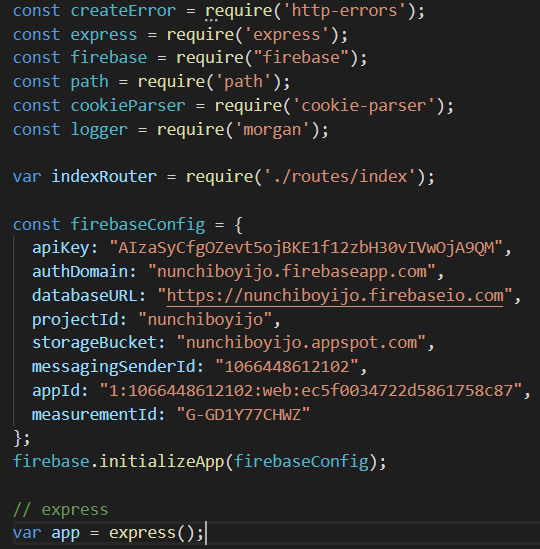 const createError = require('http-errors');
const express = require('express');
const firebase = require("firebase");
const path = require('path');
const cookieParser = require('cookie-parser');
const logger = require('morgan');

var indexRouter = require('./routes/index');

const firebaseConfig = {
  apiKey: "AIzaSyCfgOZevt5ojBKE1f12zbH30vIVwOjA9QM",
  authDomain: "nunchiboyijo.firebaseapp.com",
  databaseURL: "https://nunchiboyijo.firebaseio.com",
  projectId: "nunchiboyijo",
  storageBucket: "nunchiboyijo.appspot.com",
  messagingSenderId: "1066448612102",
  appId: "1:1066448612102:web:ec5f0034722d5861758c87",
  measurementId: "G-GD1Y77CHWZ"
};
firebase.initializeApp(firebaseConfig);

// express
var app = express();